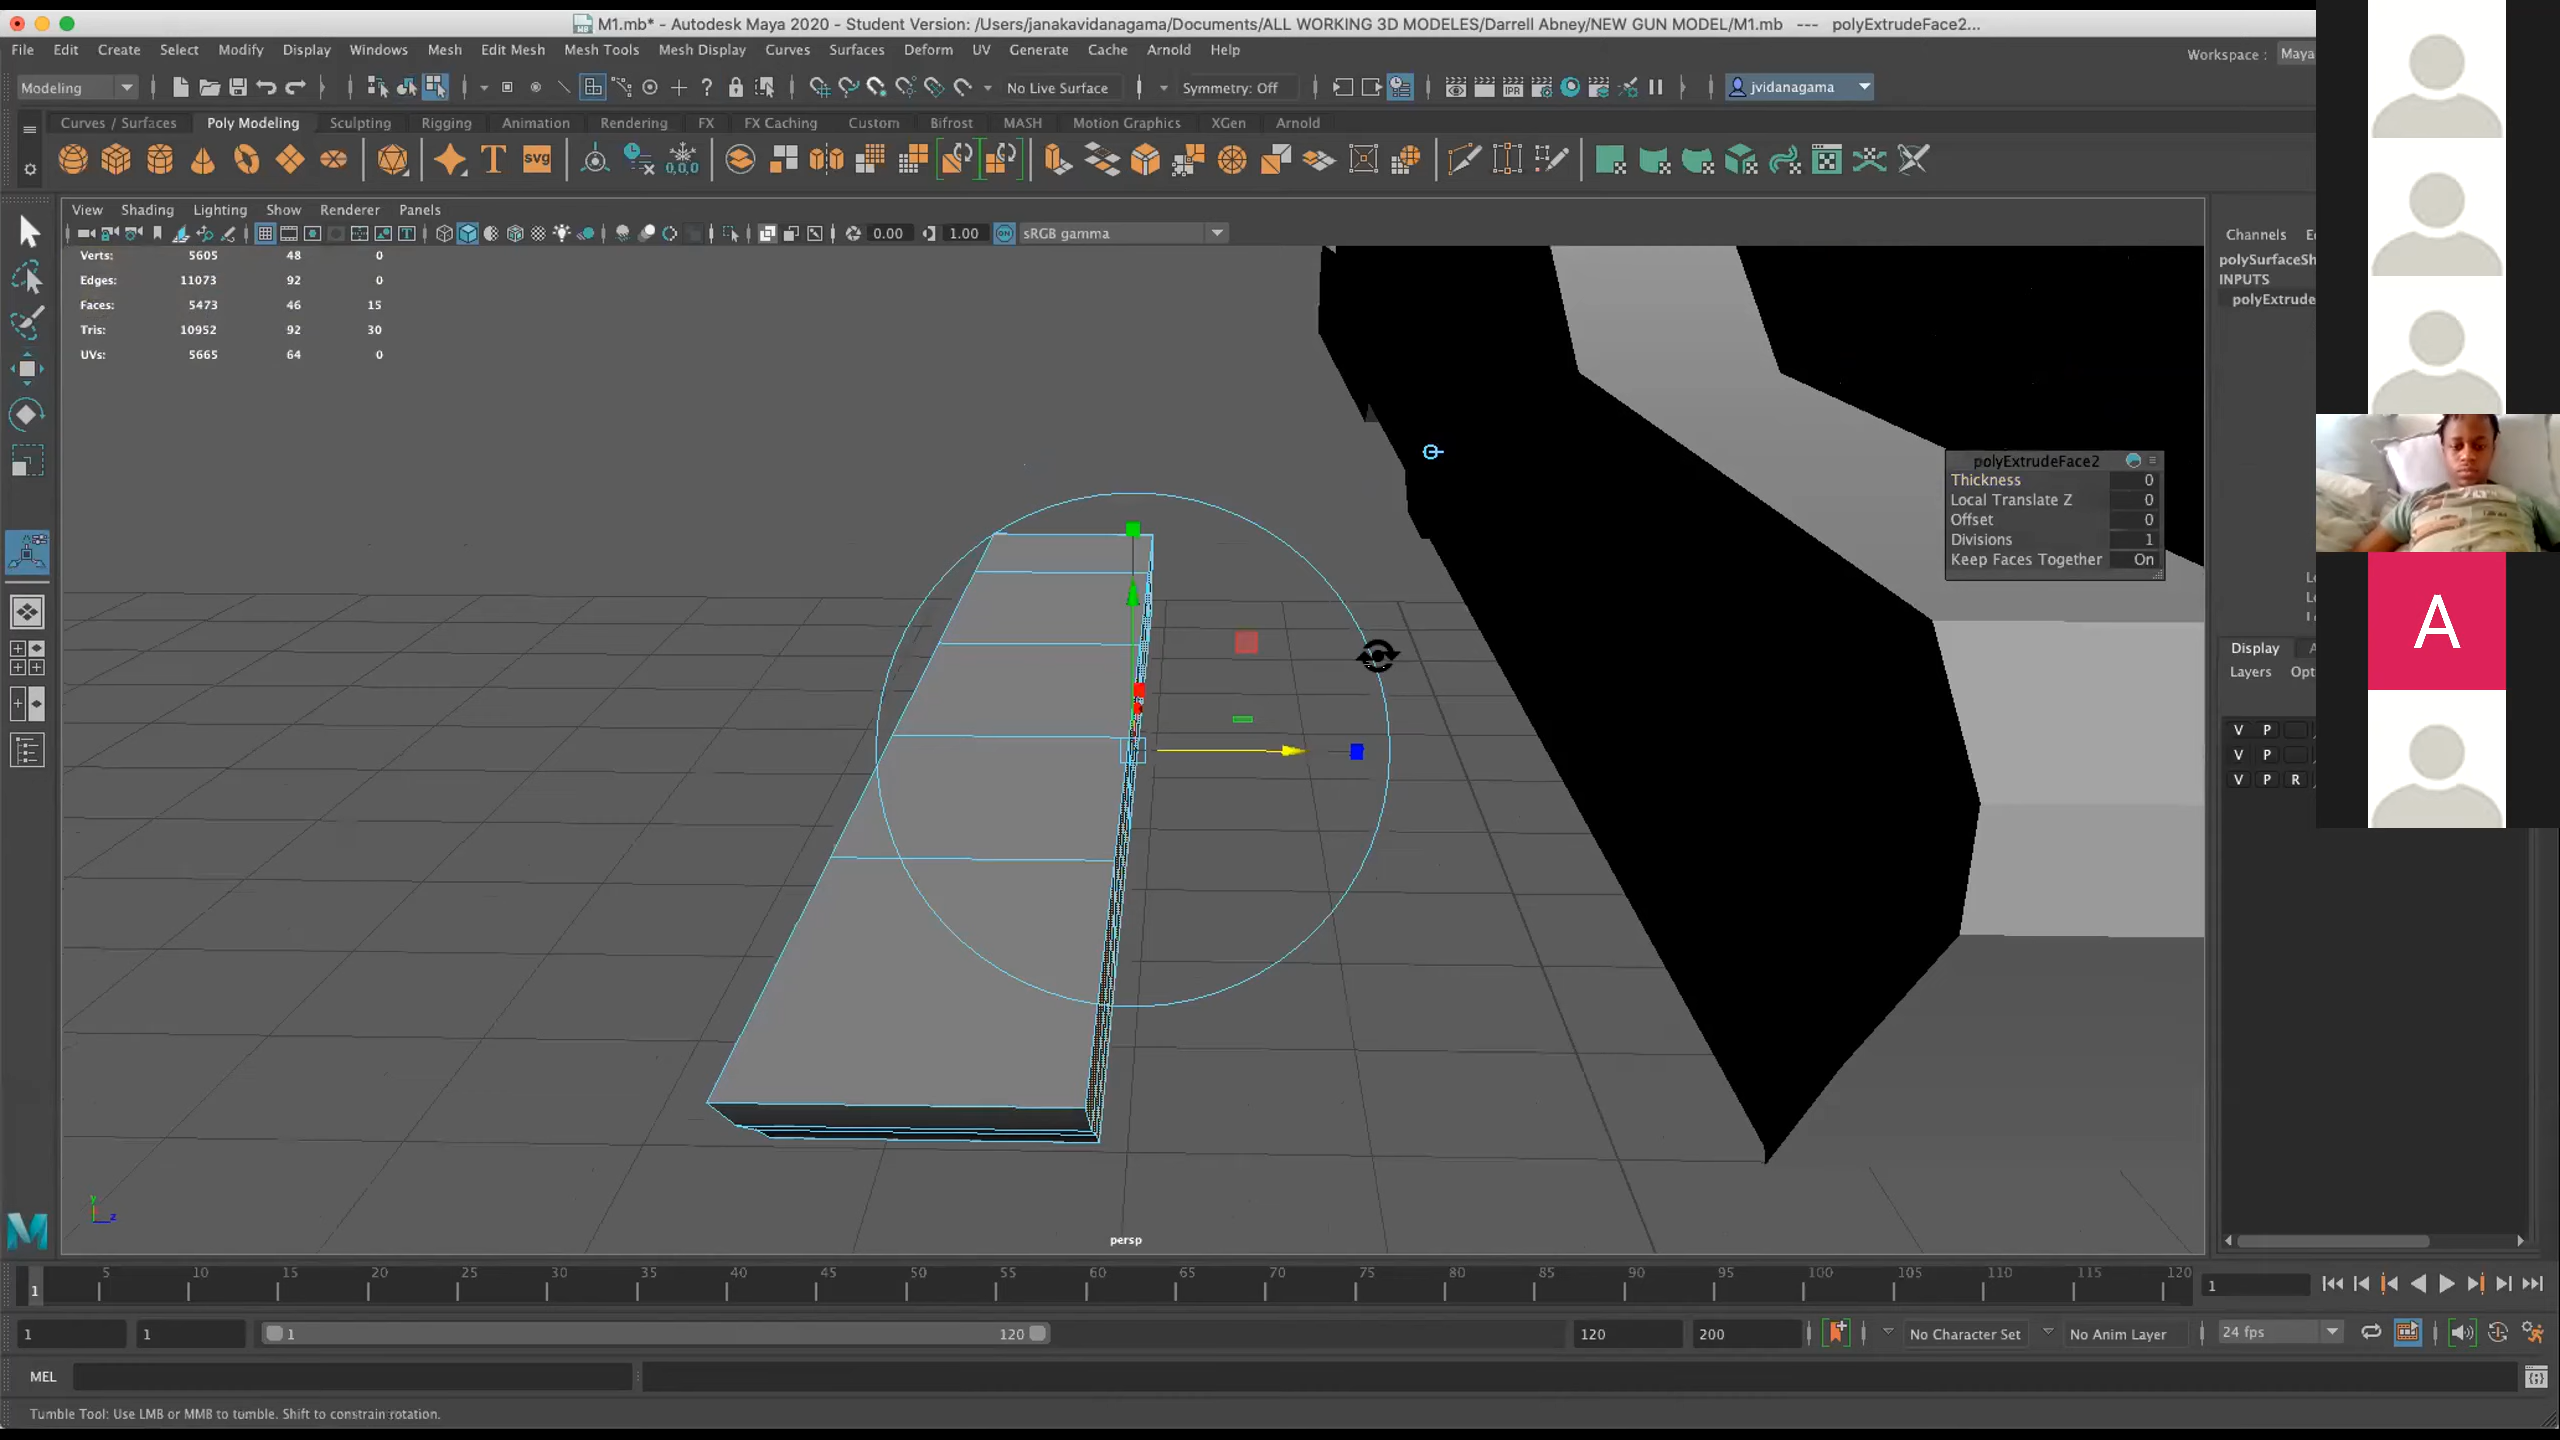 M1.mb* - Autodesk Maya 2020 - Student Version: /Users/janakavidanagama/Documents/ALL WORKING 3D MODELES/Darrell Abney/NEW GUN MODEL/M1.mb --- polyExtrudeFace2...
File Edit Create Select Modify Display Windows Mesh Edit Mesh Mesh Tools Mesh Display Curves Surfaces Deform UV Generate Cache Arnold Help
Workspace : Maya
Modeling No Live Surface Symmetry: Off jvidanagama
Curves / Surfaces Poly Modeling Sculpting Rigging Animation Rendering FX FX Caching Custom Bifrost MASH Motion Graphics XGen Arnold
T svg 0,0,0
View Shading Lighting Show Renderer Panels
0.00 1.00 ON sRGB gamma
Channels
Verts: 5605 48 0
Edges: 11073 92 0
Faces: 5473 46 15
Tris: 10952 92 30
UVs: 5665 64 0
polySurfaceSh
INPUTS
polyExtrude
polyExtrudeFace2
Thickness 0
Local Translate Z 0
Offset 0
Divisions 1
Keep Faces Together On
A
Display
Layers Opt
V P
V P
V P R
y
z
persp
5 10 15 20 25 30 35 40 45 50 55 60 65 70 75 80 85 90 95 100 105 110 115 120
1 1
1 1 1 120 120 200 No Character Set No Anim Layer 24 fps
MEL
Tumble Tool: Use LMB or MMB to tumble. Shift to constrain rotation.